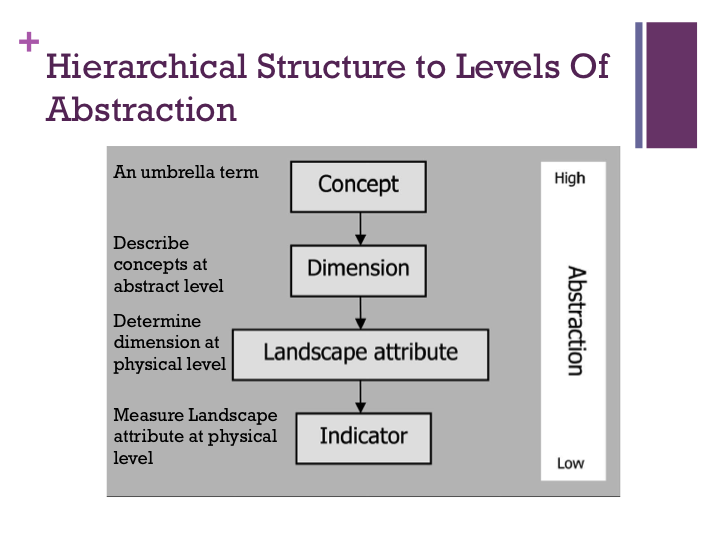 +
Hierarchical Structure to Levels Of
Abstraction
An umbrella term
Concept
High
Describe
concepts at
abstract level
Dimension
Abstraction
Determine
dimension at
physical level
Landscape attribute
Measure Landscape
attribute at physical
level
Indicator
Low